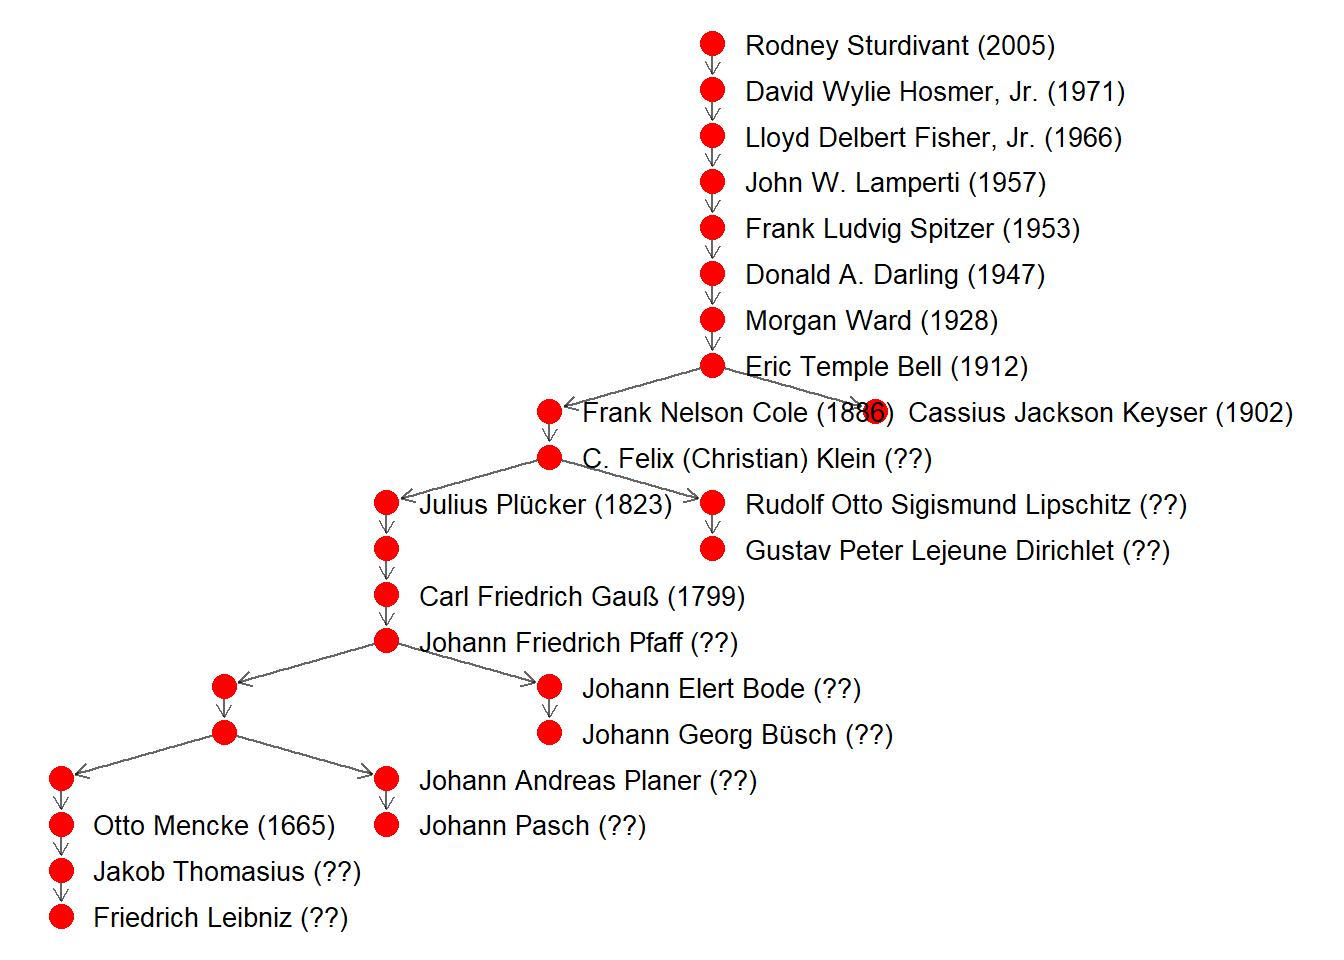 Rodney Sturdivant (2005)
David Wylie Hosmer, Jr. (1971)
Lloyd Delbert Fisher, Jr. (1966)
John W. Lamperti (1957)
Frank Ludvig Spitzer (1953)
Donald A. Darling (1947)
Morgan Ward (1928)
Eric Temple Bell (1912)
Frank Nelson Cole (1886) Cassius Jackson Keyser (1902)
C. Felix (Christian) Klein (??)
Julius Plücker (1823) Rudolf Otto Sigismund Lipschitz (??)
Gustav Peter Lejeune Dirichlet (??)
Carl Friedrich Gauß (1799)
Johann Friedrich Pfaff (??)
Johann Elert Bode (??)
Johann Georg Büsch (??)
Johann Andreas Planer (??)
Otto Mencke (1665) Johann Pasch (??)
Jakob Thomasius (??)
Friedrich Leibniz (??)